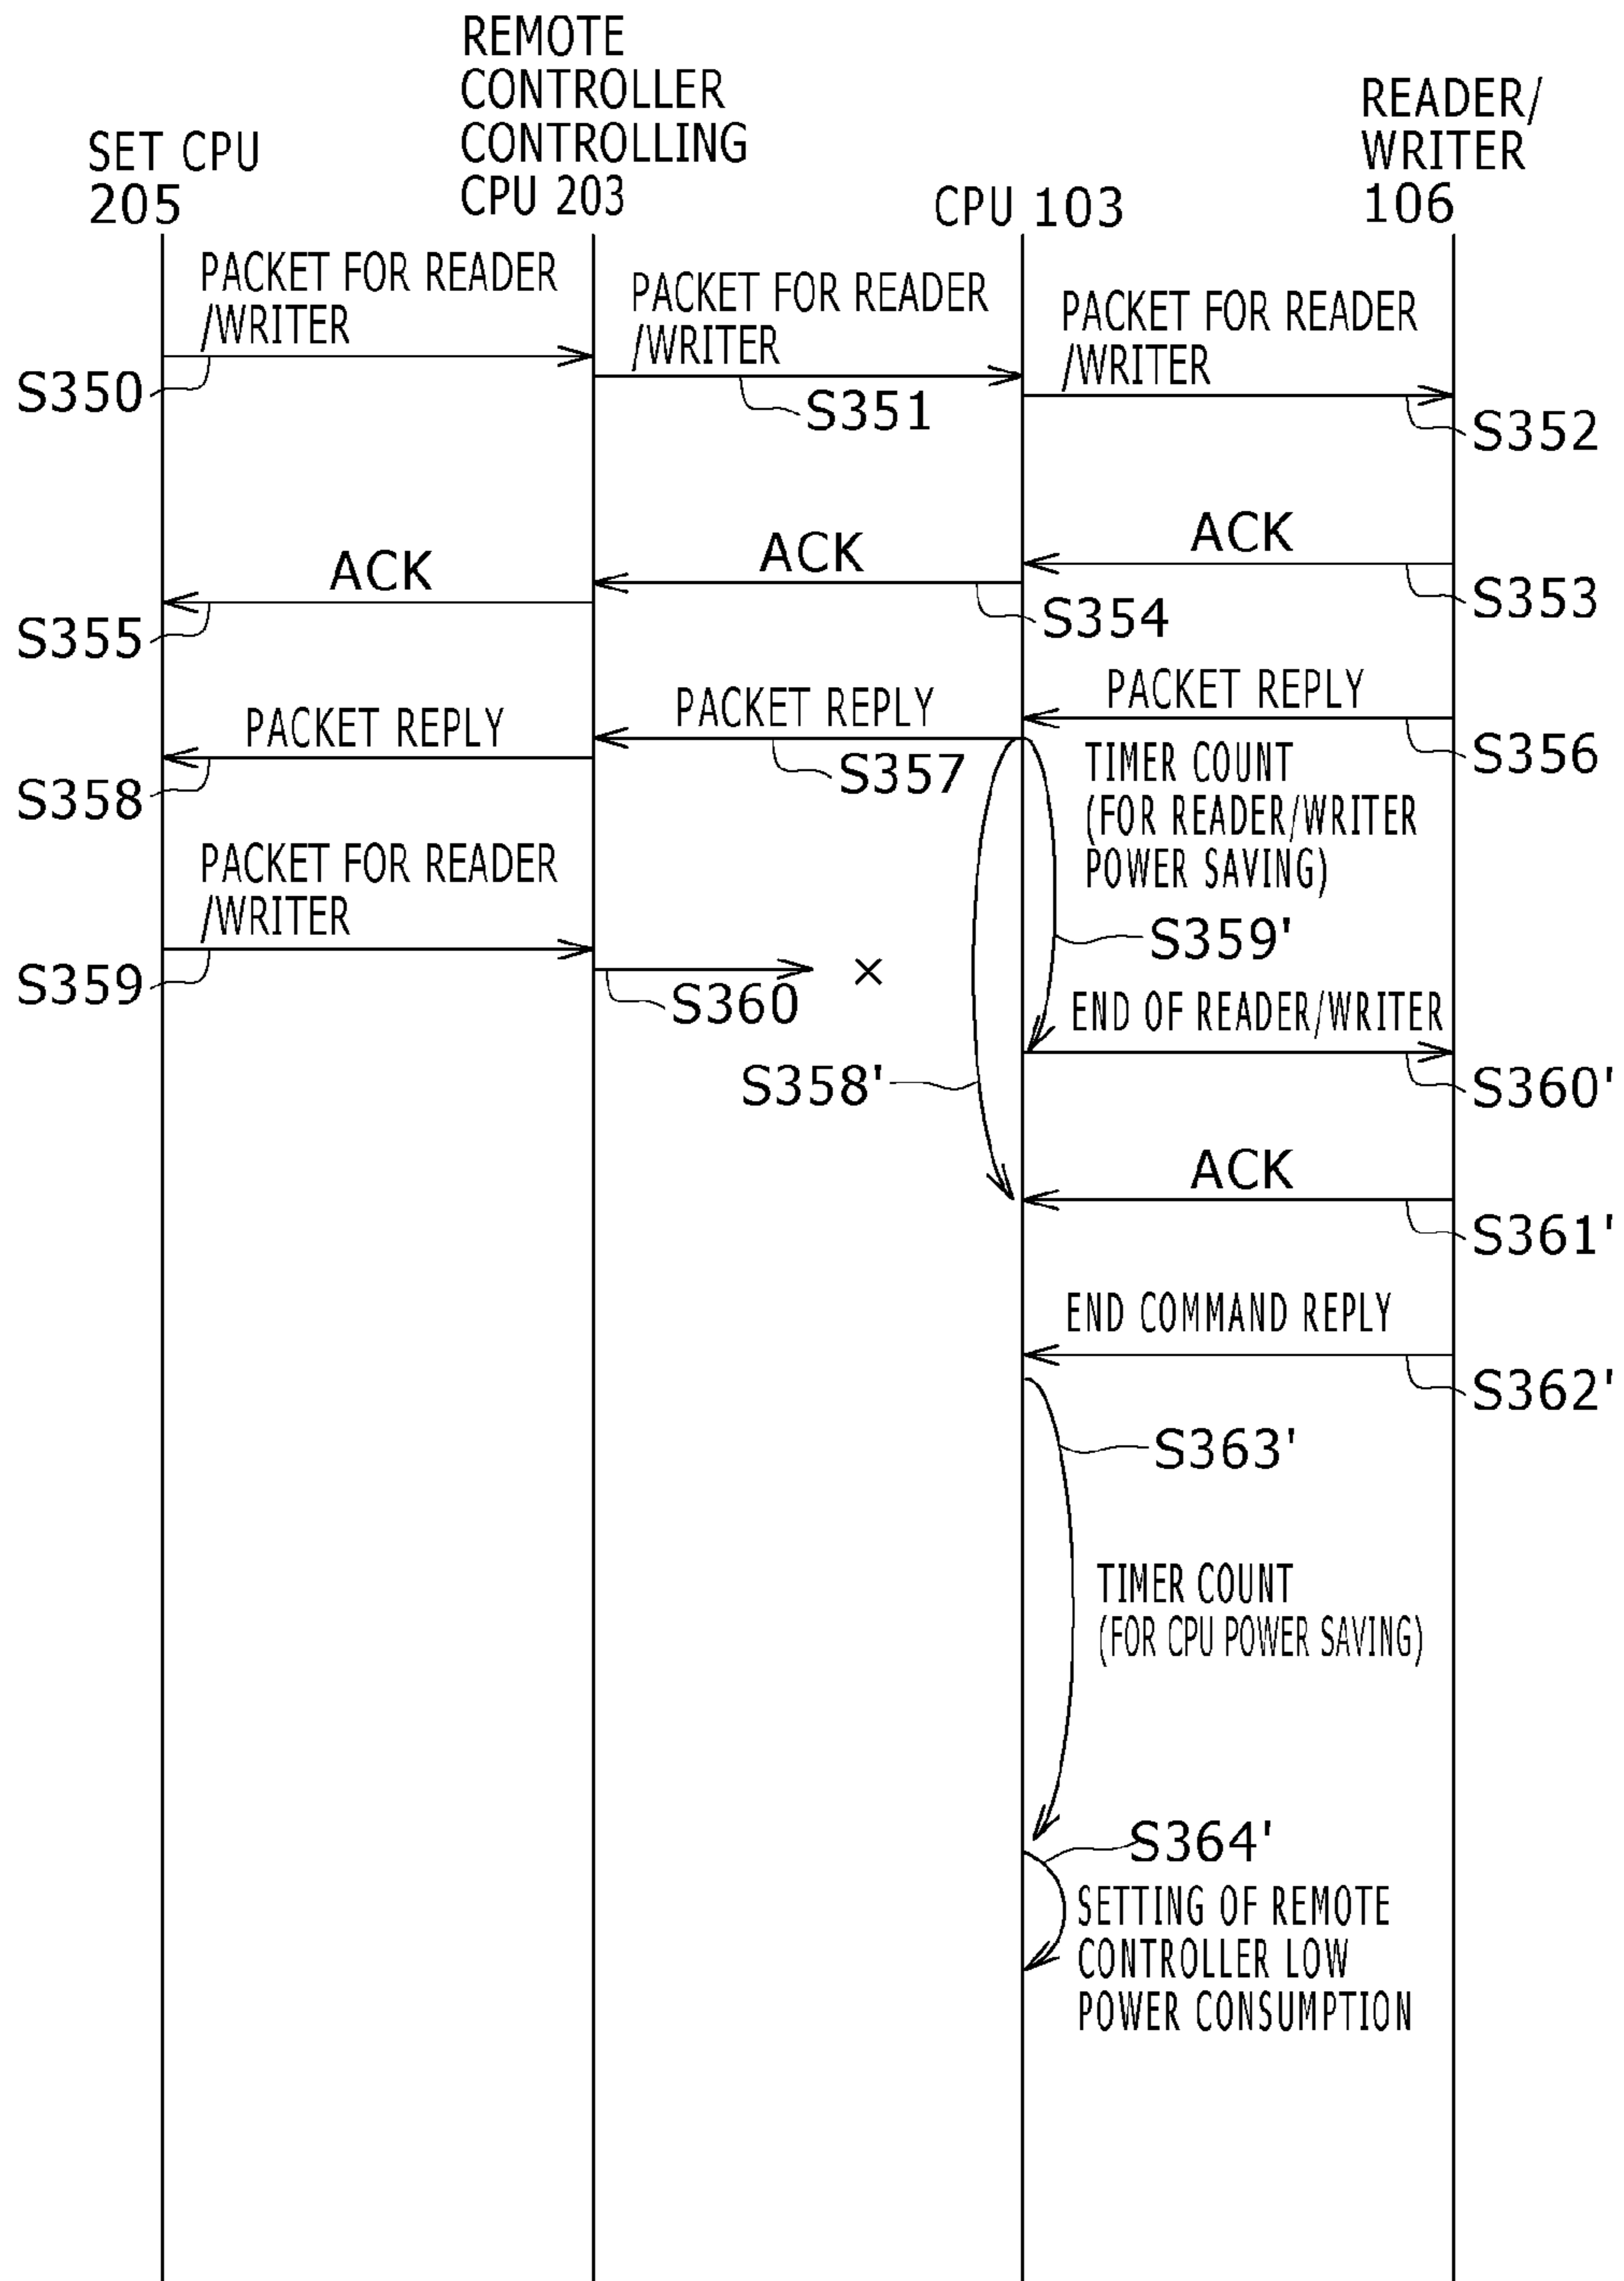 REMOTE
CONTROLLER
CONTROLLING
CPU 203
SET CPU
205
CPU 103
READER/
WRITER
106
PACKET FOR READER
/WRITER
S350
PACKET FOR READER
/WRITER
S351
PACKET FOR READER
/WRITER
S352
ACK
S353
ACK
S354
ACK
S355
PACKET REPLY
S356
PACKET REPLY
S357
PACKET REPLY
S358
TIMER COUNT
(FOR READER/WRITER
POWER SAVING)
S359'
PACKET FOR READER
/WRITER
S359
S360
×
S358'
END OF READER/WRITER
S360'
ACK
S361'
END COMMAND REPLY
S362'
S363'
TIMER COUNT
(FOR CPU POWER SAVING)
S364'
SETTING OF REMOTE
CONTROLLER LOW
POWER CONSUMPTION